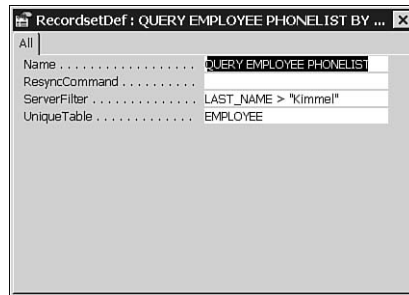 RecordsetDef : QUERY EMPLOYEE PHONELIST BY ...
All
Name . . . . . . . . . . . . . . . . . . QUERY EMPLOYEE PHONELIST
ResyncCommand . . . . . . . . . .
ServerFilter . . . . . . . . . . . . . . LAST_NAME > "Kimmel"
UniqueTable . . . . . . . . . . . . . EMPLOYEE